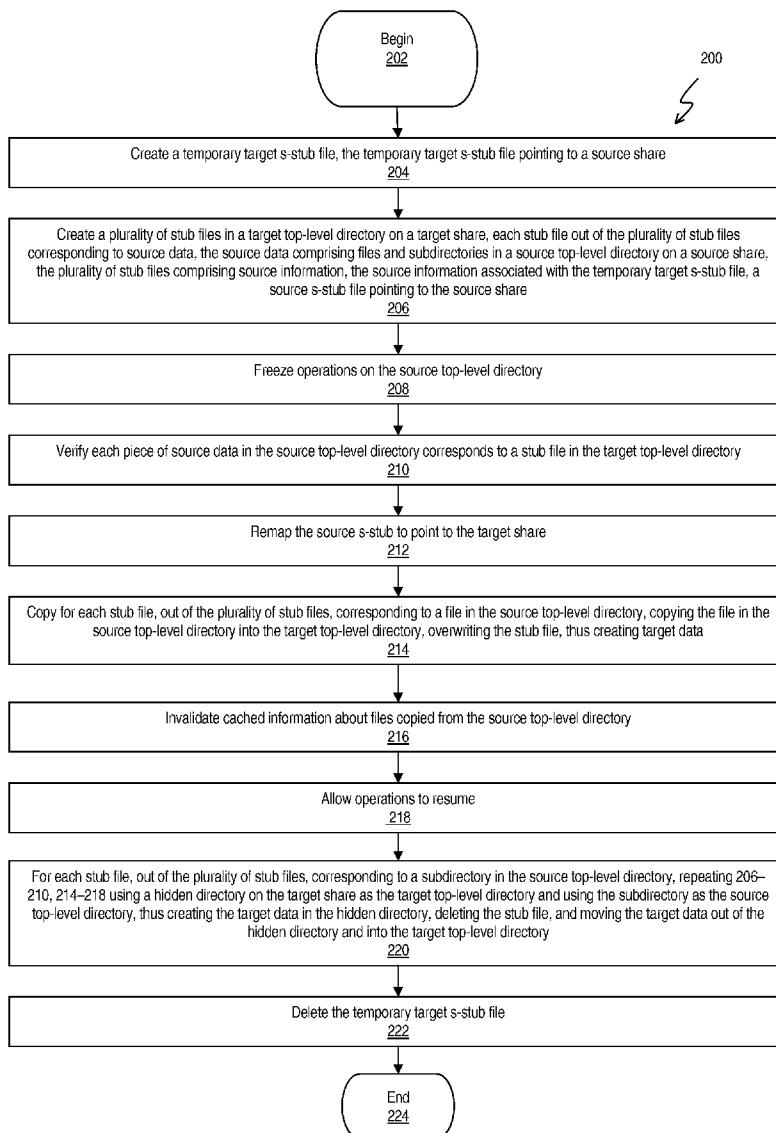 Begin
202
200
Create a temporary target s-stub file, the temporary target s-stub file pointing to a source share
204
Create a plurality of stub files in a target top-level directory on a target share, each stub file out of the plurality of stub files
corresponding to source data, the source data comprising files and subdirectories in a source top-level directory on a source share,
the plurality of stub files comprising source information, the source information associated with the temporary target s-stub file, a
source s-stub file pointing to the source share
206
Freeze operations on the source top-level directory
208
Verify each piece of source data in the source top-level directory corresponds to a stub file in the target top-level directory
210
Remap the source s-stub to point to the target share
212
Copy for each stub file, out of the plurality of stub files, corresponding to a file in the source top-level directory, copying the file in the
source top-level directory into the target top-level directory, overwriting the stub file, thus creating target data
214
Invalidate cached information about files copied from the source top-level directory
216
Allow operations to resume
218
For each stub file, out of the plurality of stub files, corresponding to a subdirectory in the source top-level directory, repeating 206–
210, 214–218 using a hidden directory on the target share as the target top-level directory and using the subdirectory as the source
top-level directory, thus creating the target data in the hidden directory, deleting the stub file, and moving the target data out of the
hidden directory and into the target top-level directory
220
Delete the temporary target s-stub file
222
End
224